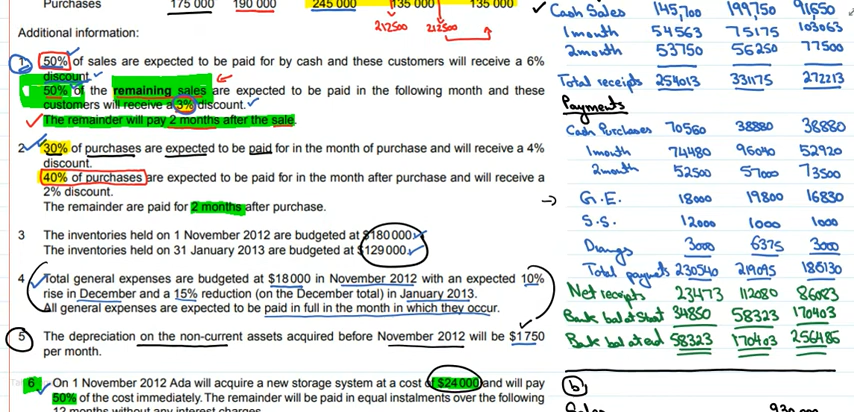 Purchases 175 000 190 000 245 000 135 000 135 000
212500 212500
Additional information:
1 50% of sales are expected to be paid for by cash and these customers will receive a 6%
discount.
50% of the remaining sales are expected to be paid in the following month and these
customers will receive a 3% discount.
The remainder will pay 2 months after the sale.
2 30% of purchases are expected to be paid for in the month of purchase and will receive a 4%
discount.
40% of purchases are expected to be paid for in the month after purchase and will receive a
2% discount.
The remainder are paid for 2 months after purchase.
3 The inventories held on 1 November 2012 are budgeted at $180 000
The inventories held on 31 January 2013 are budgeted at $129 000
4 Total general expenses are budgeted at $18 000 in November 2012 with an expected 10%
rise in December and a 15% reduction (on the December total) in January 2013.
All general expenses are expected to be paid in full in the month in which they occur.
5 The depreciation on the non-current assets acquired before November 2012 will be $1750
per month.
6 On 1 November 2012 Ada will acquire a new storage system at a cost of $24 000 and will pay
50% of the cost immediately. The remainder will be paid in equal instalments over the following
12 months without any interest charges.
Cash Sales 145,700 199,750 91650
1month 54563 75175 103063
2month 53750 56250 77500
Total receipts 254013 331175 272213
Payments
Cash Purchases 70560 38880 38880
1month 74480 96040 52920
2month 52500 57000 73500
G.E. 18000 19800 16830
S.S. 12000 1000 1000
3000 6375 3000
Total payments 230540 219095 186130
Net receipts 23473 112080 86083
Bank bal at Start 34850 58323 170403
Bank bal at end 58323 170403 256486
(b)